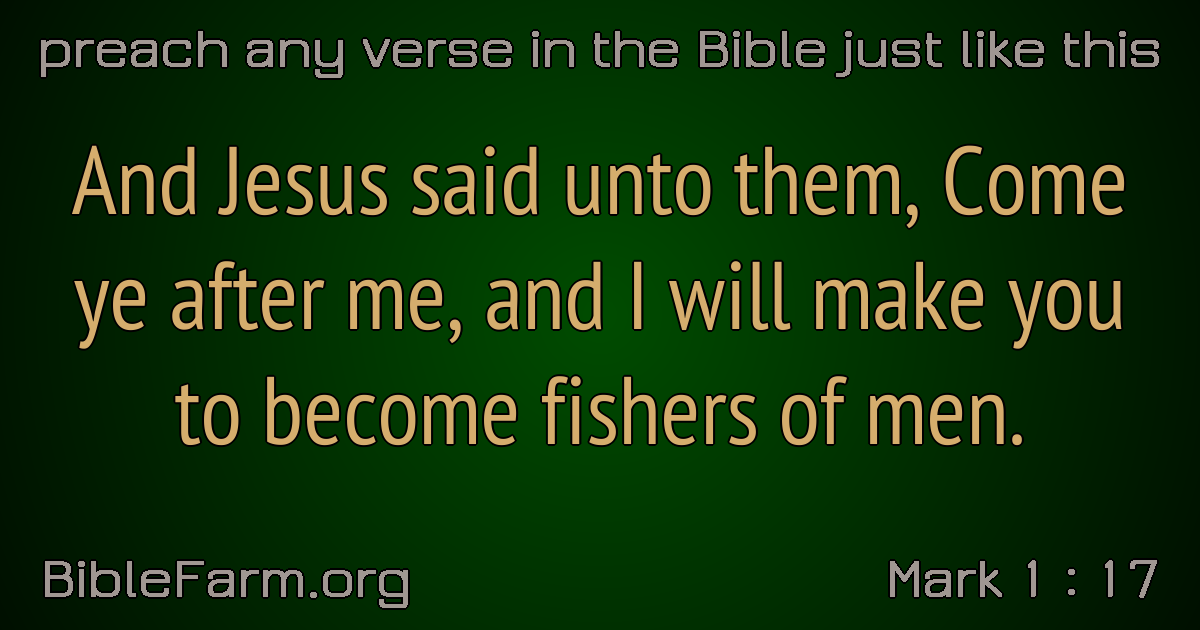 preach any verse in the Bible just like this
And Jesus said unto them, Come
ye after me, and I will make you
to become fishers of men.
BibleFarm.org
Mark 1 : 17